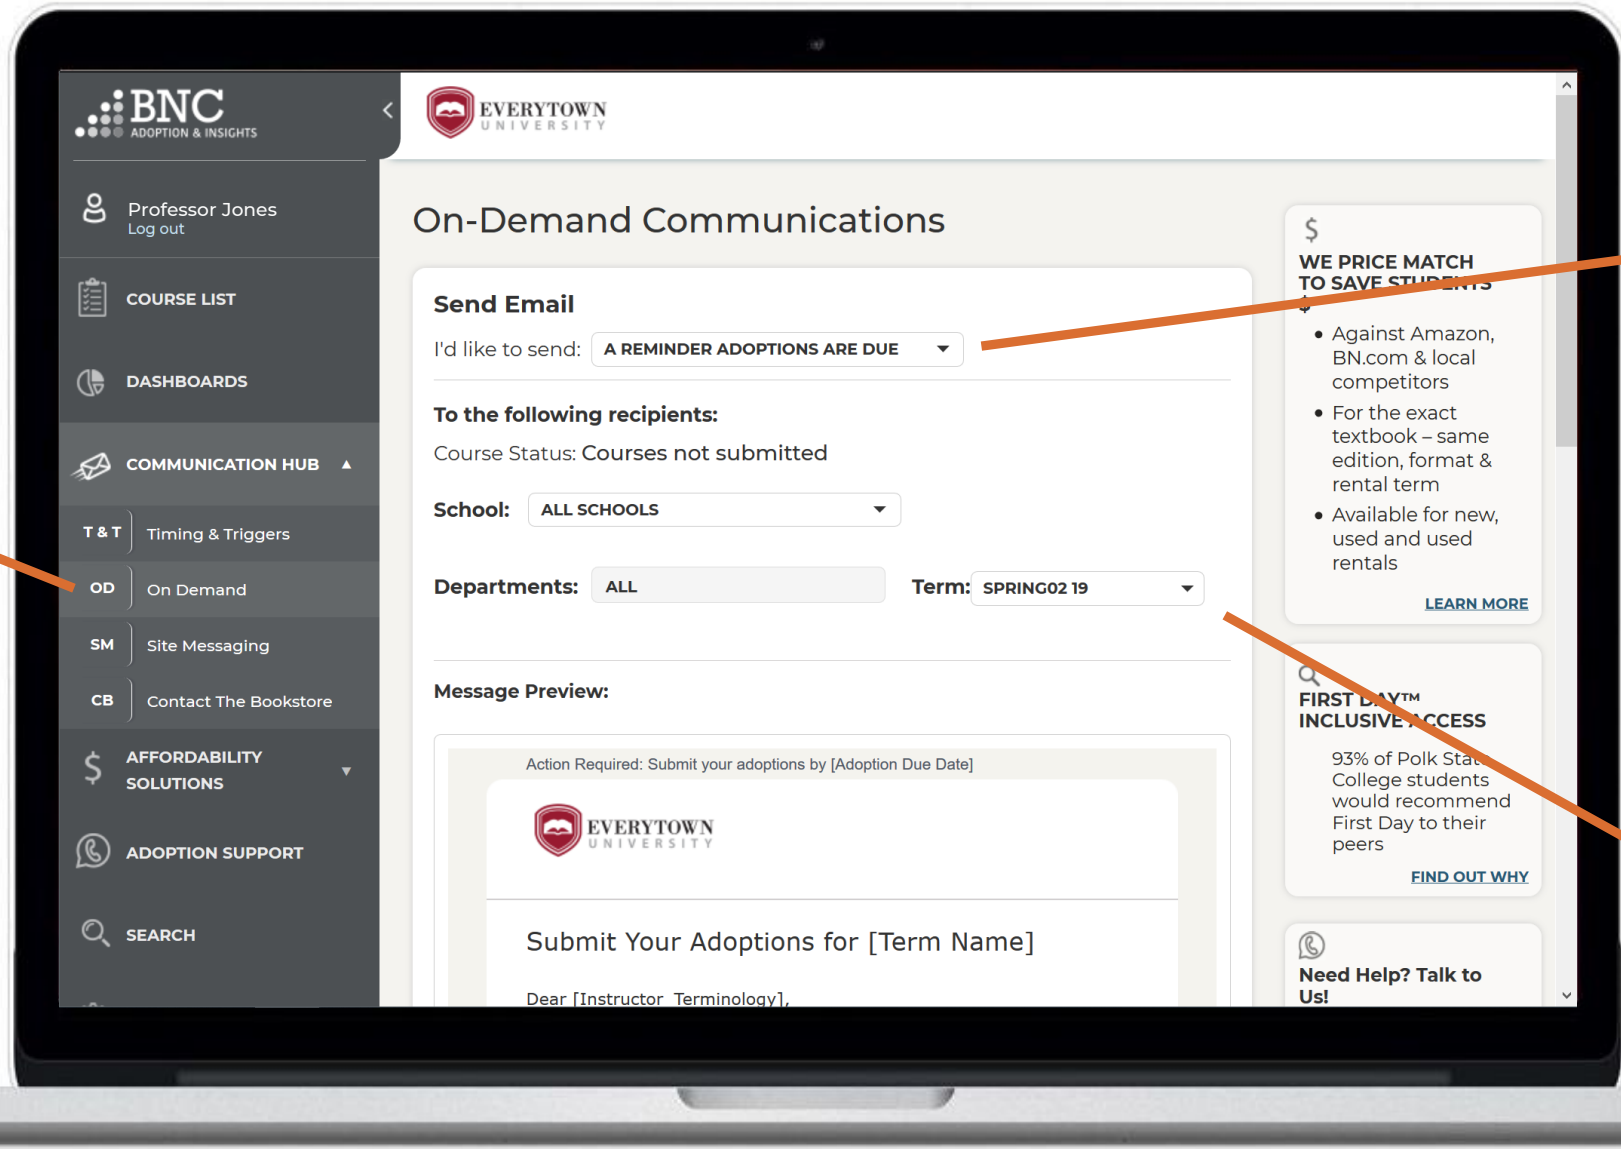 BNC
ADOPTION & INSIGHTS
Professor Jones
Log out
COURSE LIST
DASHBOARDS
COMMUNICATION HUB ▲
T & T Timing & Triggers
OD On Demand
SM Site Messaging
CB Contact The Bookstore
AFFORDABILITY
SOLUTIONS ▼
ADOPTION SUPPORT
SEARCH
EVERYTOWN
UNIVERSITY
On-Demand Communications
Send Email
I'd like to send: A REMINDER ADOPTIONS ARE DUE
To the following recipients:
Course Status: Courses not submitted
School: ALL SCHOOLS
Departments: ALL Term: SPRING02 19
Message Preview:
Action Required: Submit your adoptions by [Adoption Due Date]
EVERYTOWN
UNIVERSITY
Submit Your Adoptions for [Term Name]
Dear [Instructor_Terminology],
$
WE PRICE MATCH
TO SAVE STUDENTS
$
• Against Amazon,
BN.com & local
competitors
• For the exact
textbook – same
edition, format &
rental term
• Available for new,
used and used
rentals
LEARN MORE
FIRST DAY™
INCLUSIVE ACCESS
93% of Polk State
College students
would recommend
First Day to their
peers
FIND OUT WHY
Need Help? Talk to
Us!